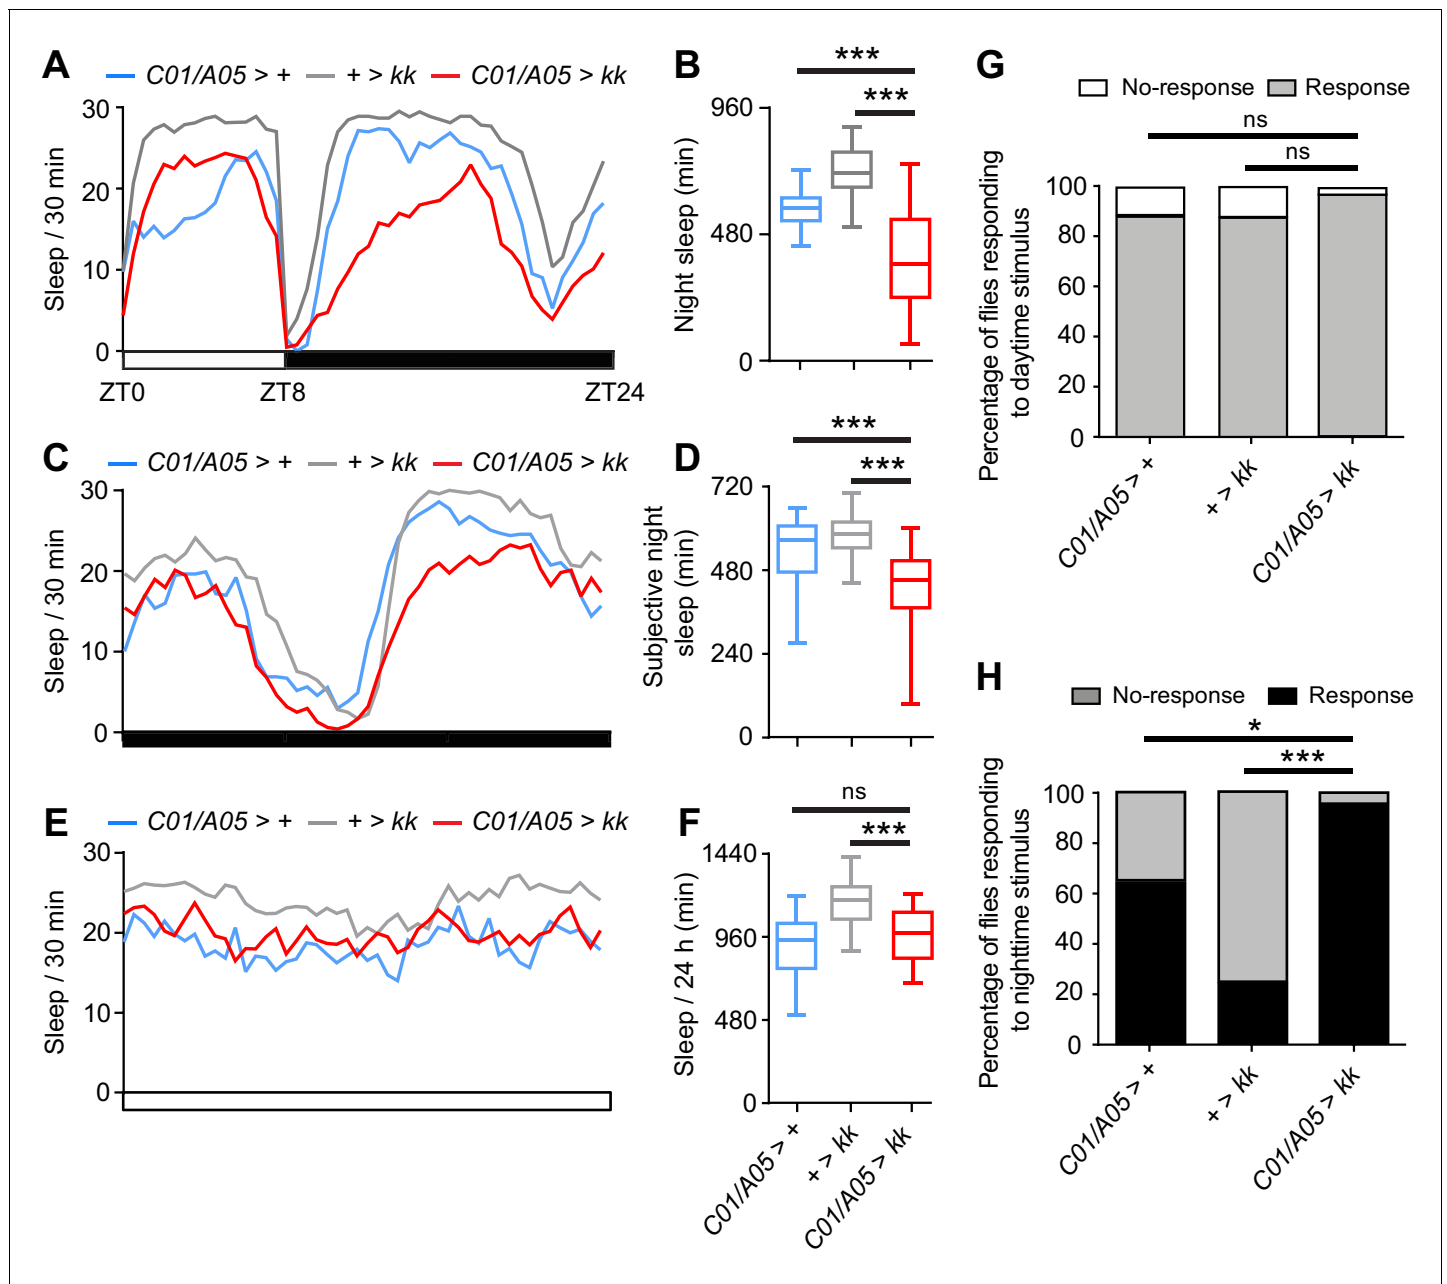 A
C01/A05 > + + > kk C01/A05 > kk
Sleep / 30 min
30
20
10
0
ZT0 ZT8 ZT24
B
***
***
Night sleep (min)
960
480
0
C
C01/A05 > + + > kk C01/A05 > kk
Sleep / 30 min
30
20
10
0
D
***
***
Subjective night
sleep (min)
720
480
240
0
E
C01/A05 > + + > kk C01/A05 > kk
Sleep / 30 min
30
20
10
0
F
ns
***
Sleep / 24 h (min)
1440
960
480
0
C01/A05 > +
+ > kk
C01/A05 > kk
G
No-response Response
ns
ns
Percentage of flies responding
to daytime stimulus
100
80
60
40
20
0
C01/A05 > +
+ > kk
C01/A05 > kk
H
No-response Response
*
***
Percentage of flies responding
to nighttime stimulus
100
80
60
40
20
0
C01/A05 > +
+ > kk
C01/A05 > kk